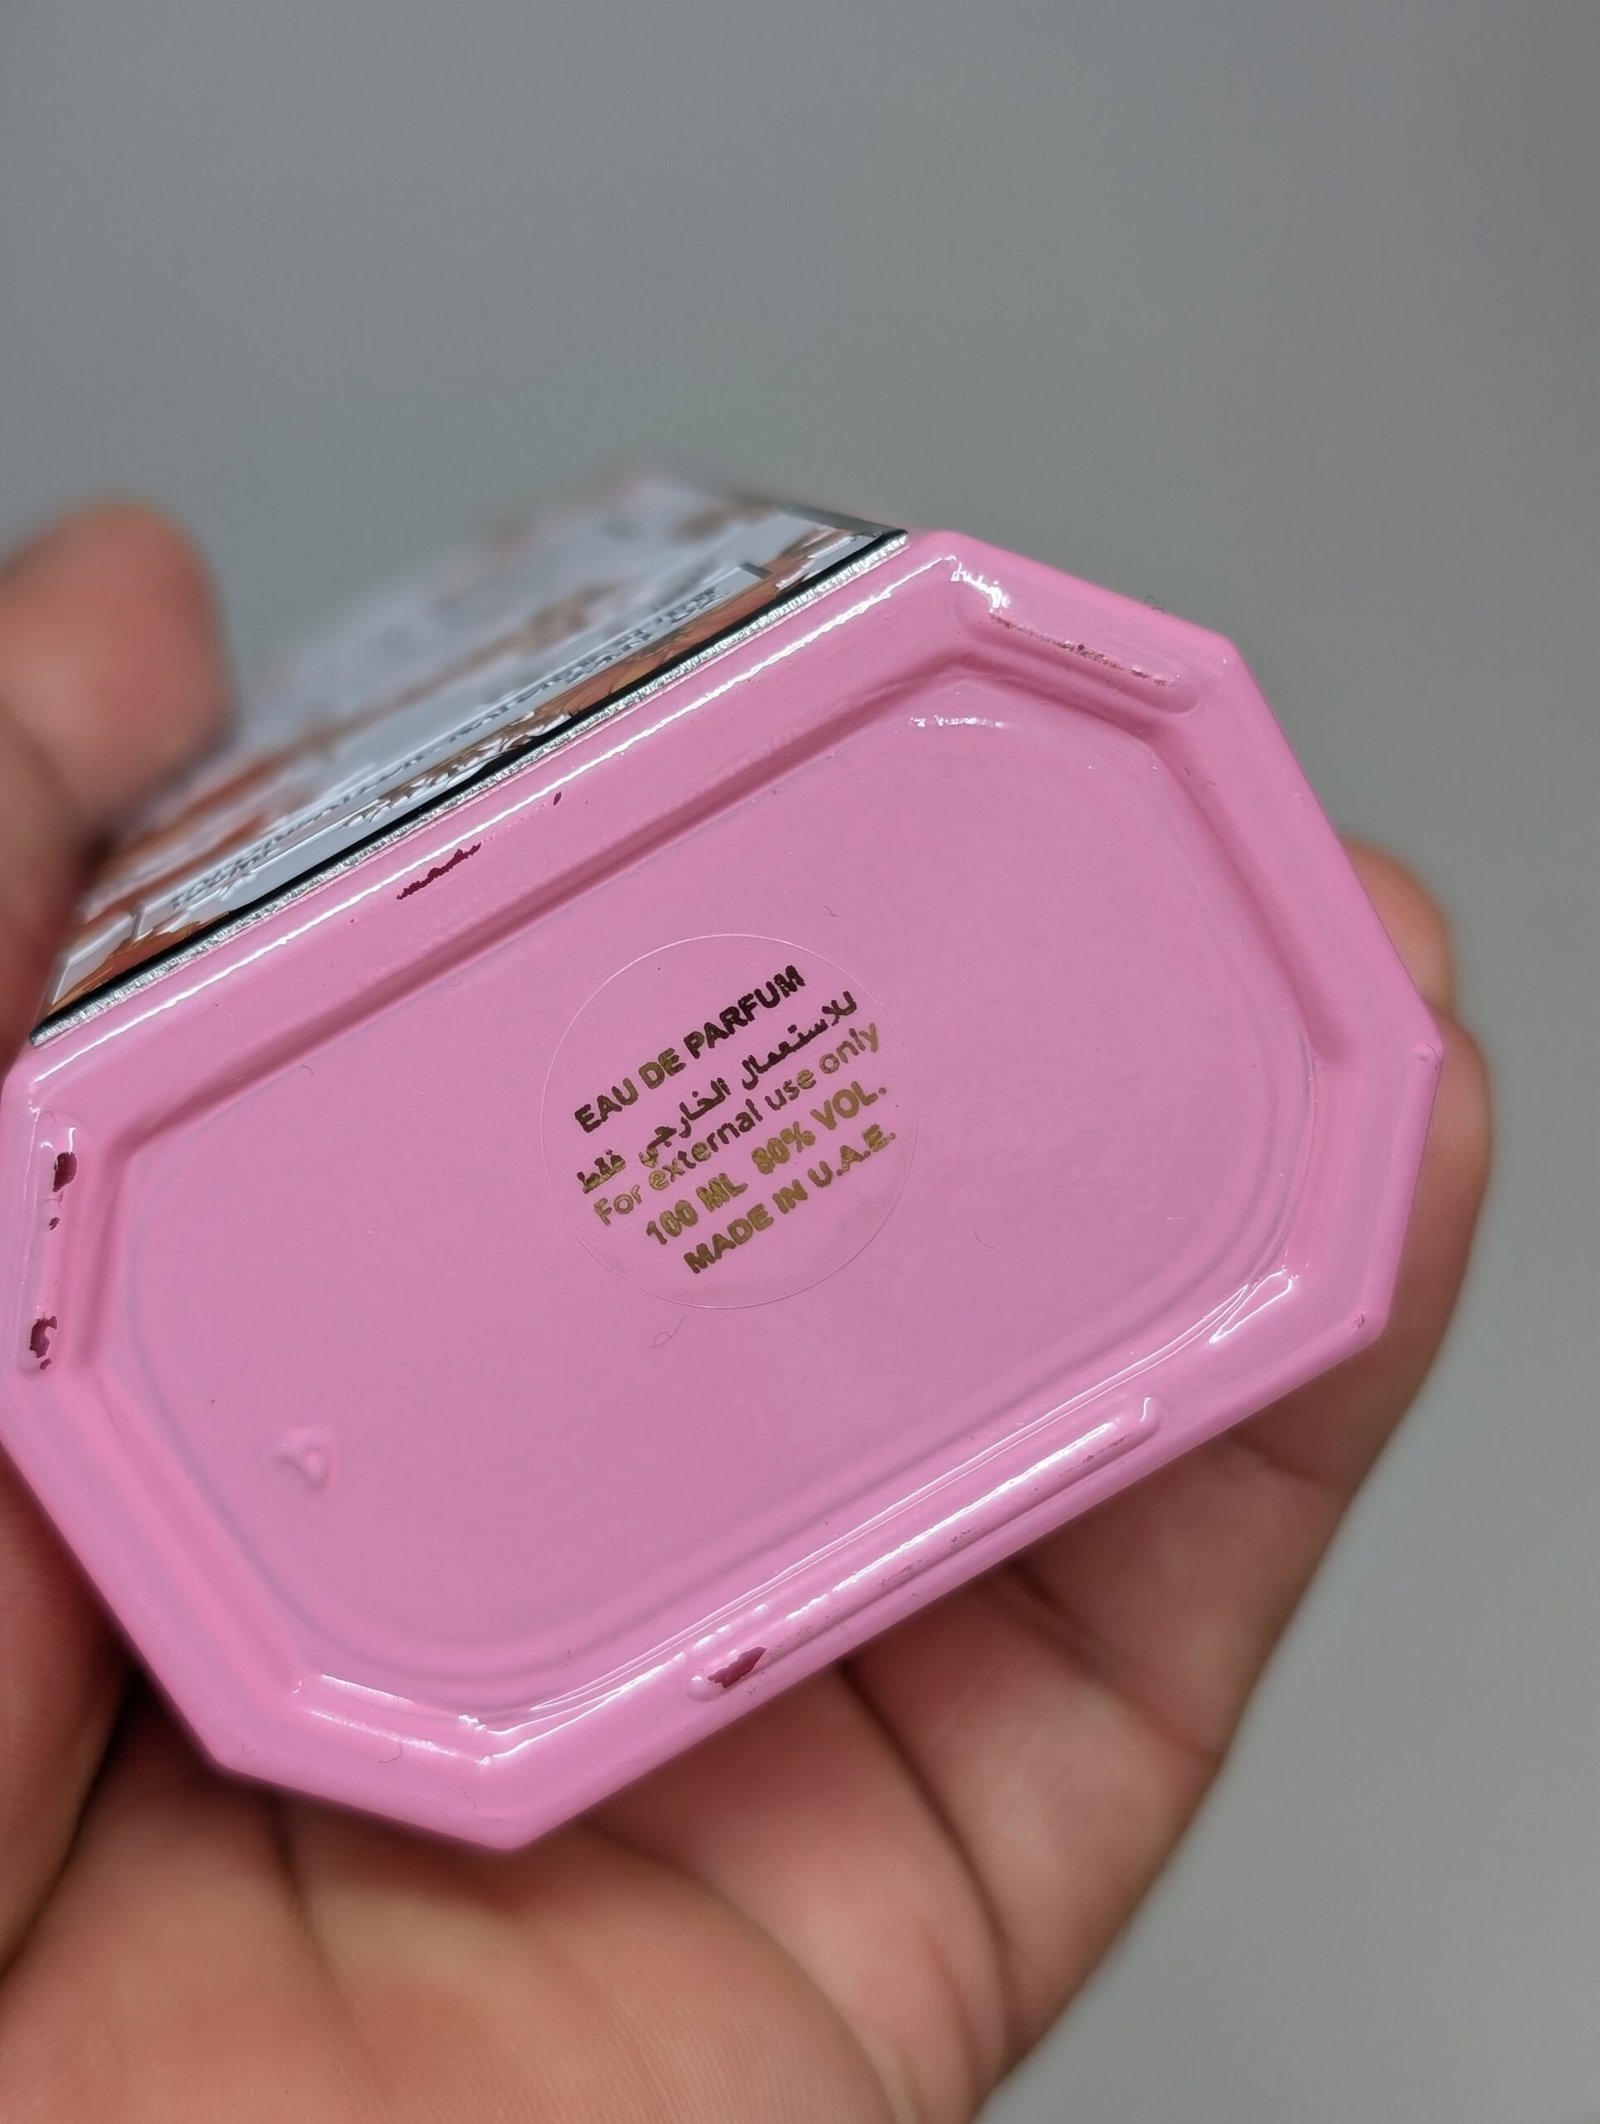 EAU DE PARFUM
للاستعمال الخارجي فقط
For external use only
100 ML 80% VOL.
MADE IN U.A.E.